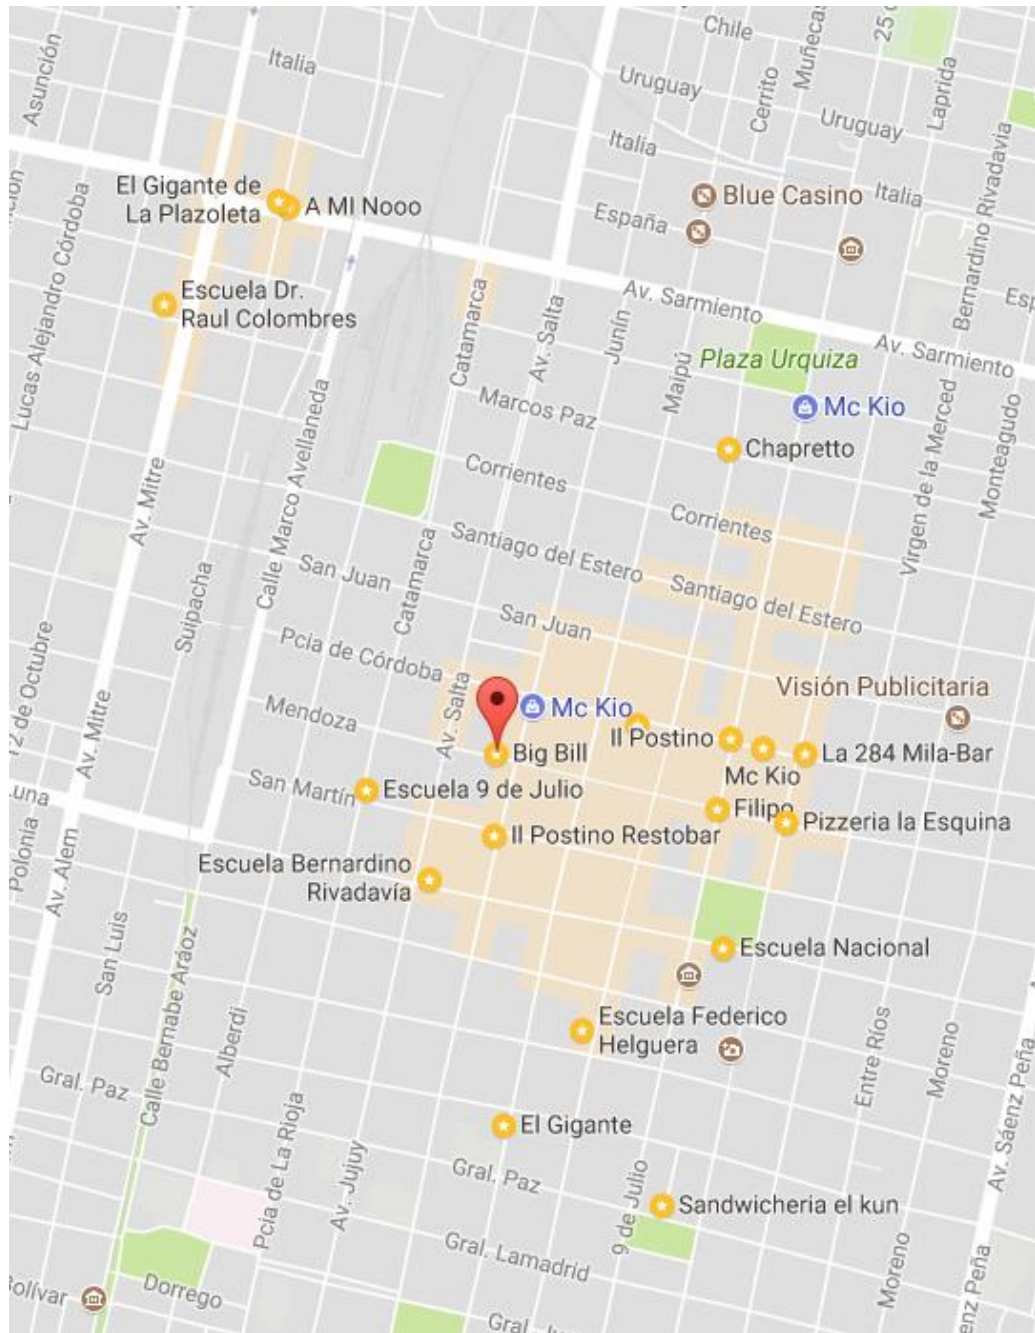 Chile
25 d
Asunción
Italia
Muñecas
Laprida
Uruguay
Cerrito
Uruguay
Italia
Bernardino Rivadavia
El Gigante de
La Plazoleta
A MI Nooo
Blue Casino
Italia
España
Lucas Alejandro Córdoba
Escuela Dr.
Raul Colombres
Catamarca
Av. Salta
Av. Sarmiento
Junín
Av. Sarmiento
Plaza Urquiza
Maipú
Mc Kio
Marcos Paz
Chapretto
Virgen de la Merced
Monteagudo
Calle Marco Avellaneda
Av. Mitre
Corrientes
Corrientes
Santiago del Estero
Catamarca
San Juan
Suipacha
Santiago del Estero
San Juan
Pcia de Córdoba
12 de Octubre
Av. Salta
Visión Publicitaria
Mendoza
Mc Kio
Av. Mitre
Il Postino
Big Bill
La 284 Mila-Bar
Mc Kio
San Martín
Escuela 9 de Julio
Filipo
Pizzeria la Esquina
Polonia
Il Postino Restobar
Av. Alem
Escuela Bernardino
Rivadavía
San Luis
Calle Bernabe Aráoz
Escuela Nacional
Alberdi
Escuela Federico
Helguera
Entre Ríos
Moreno
Av. Sáenz Peña
Gral. Paz
El Gigante
Pcia de La Rioja
Av. Jujuy
Gral. Paz
9 de Julio
Sandwicheria el kun
Gral. Lamadrid
Moreno
enz Peña
Bolívar
Dorrego
Gral.